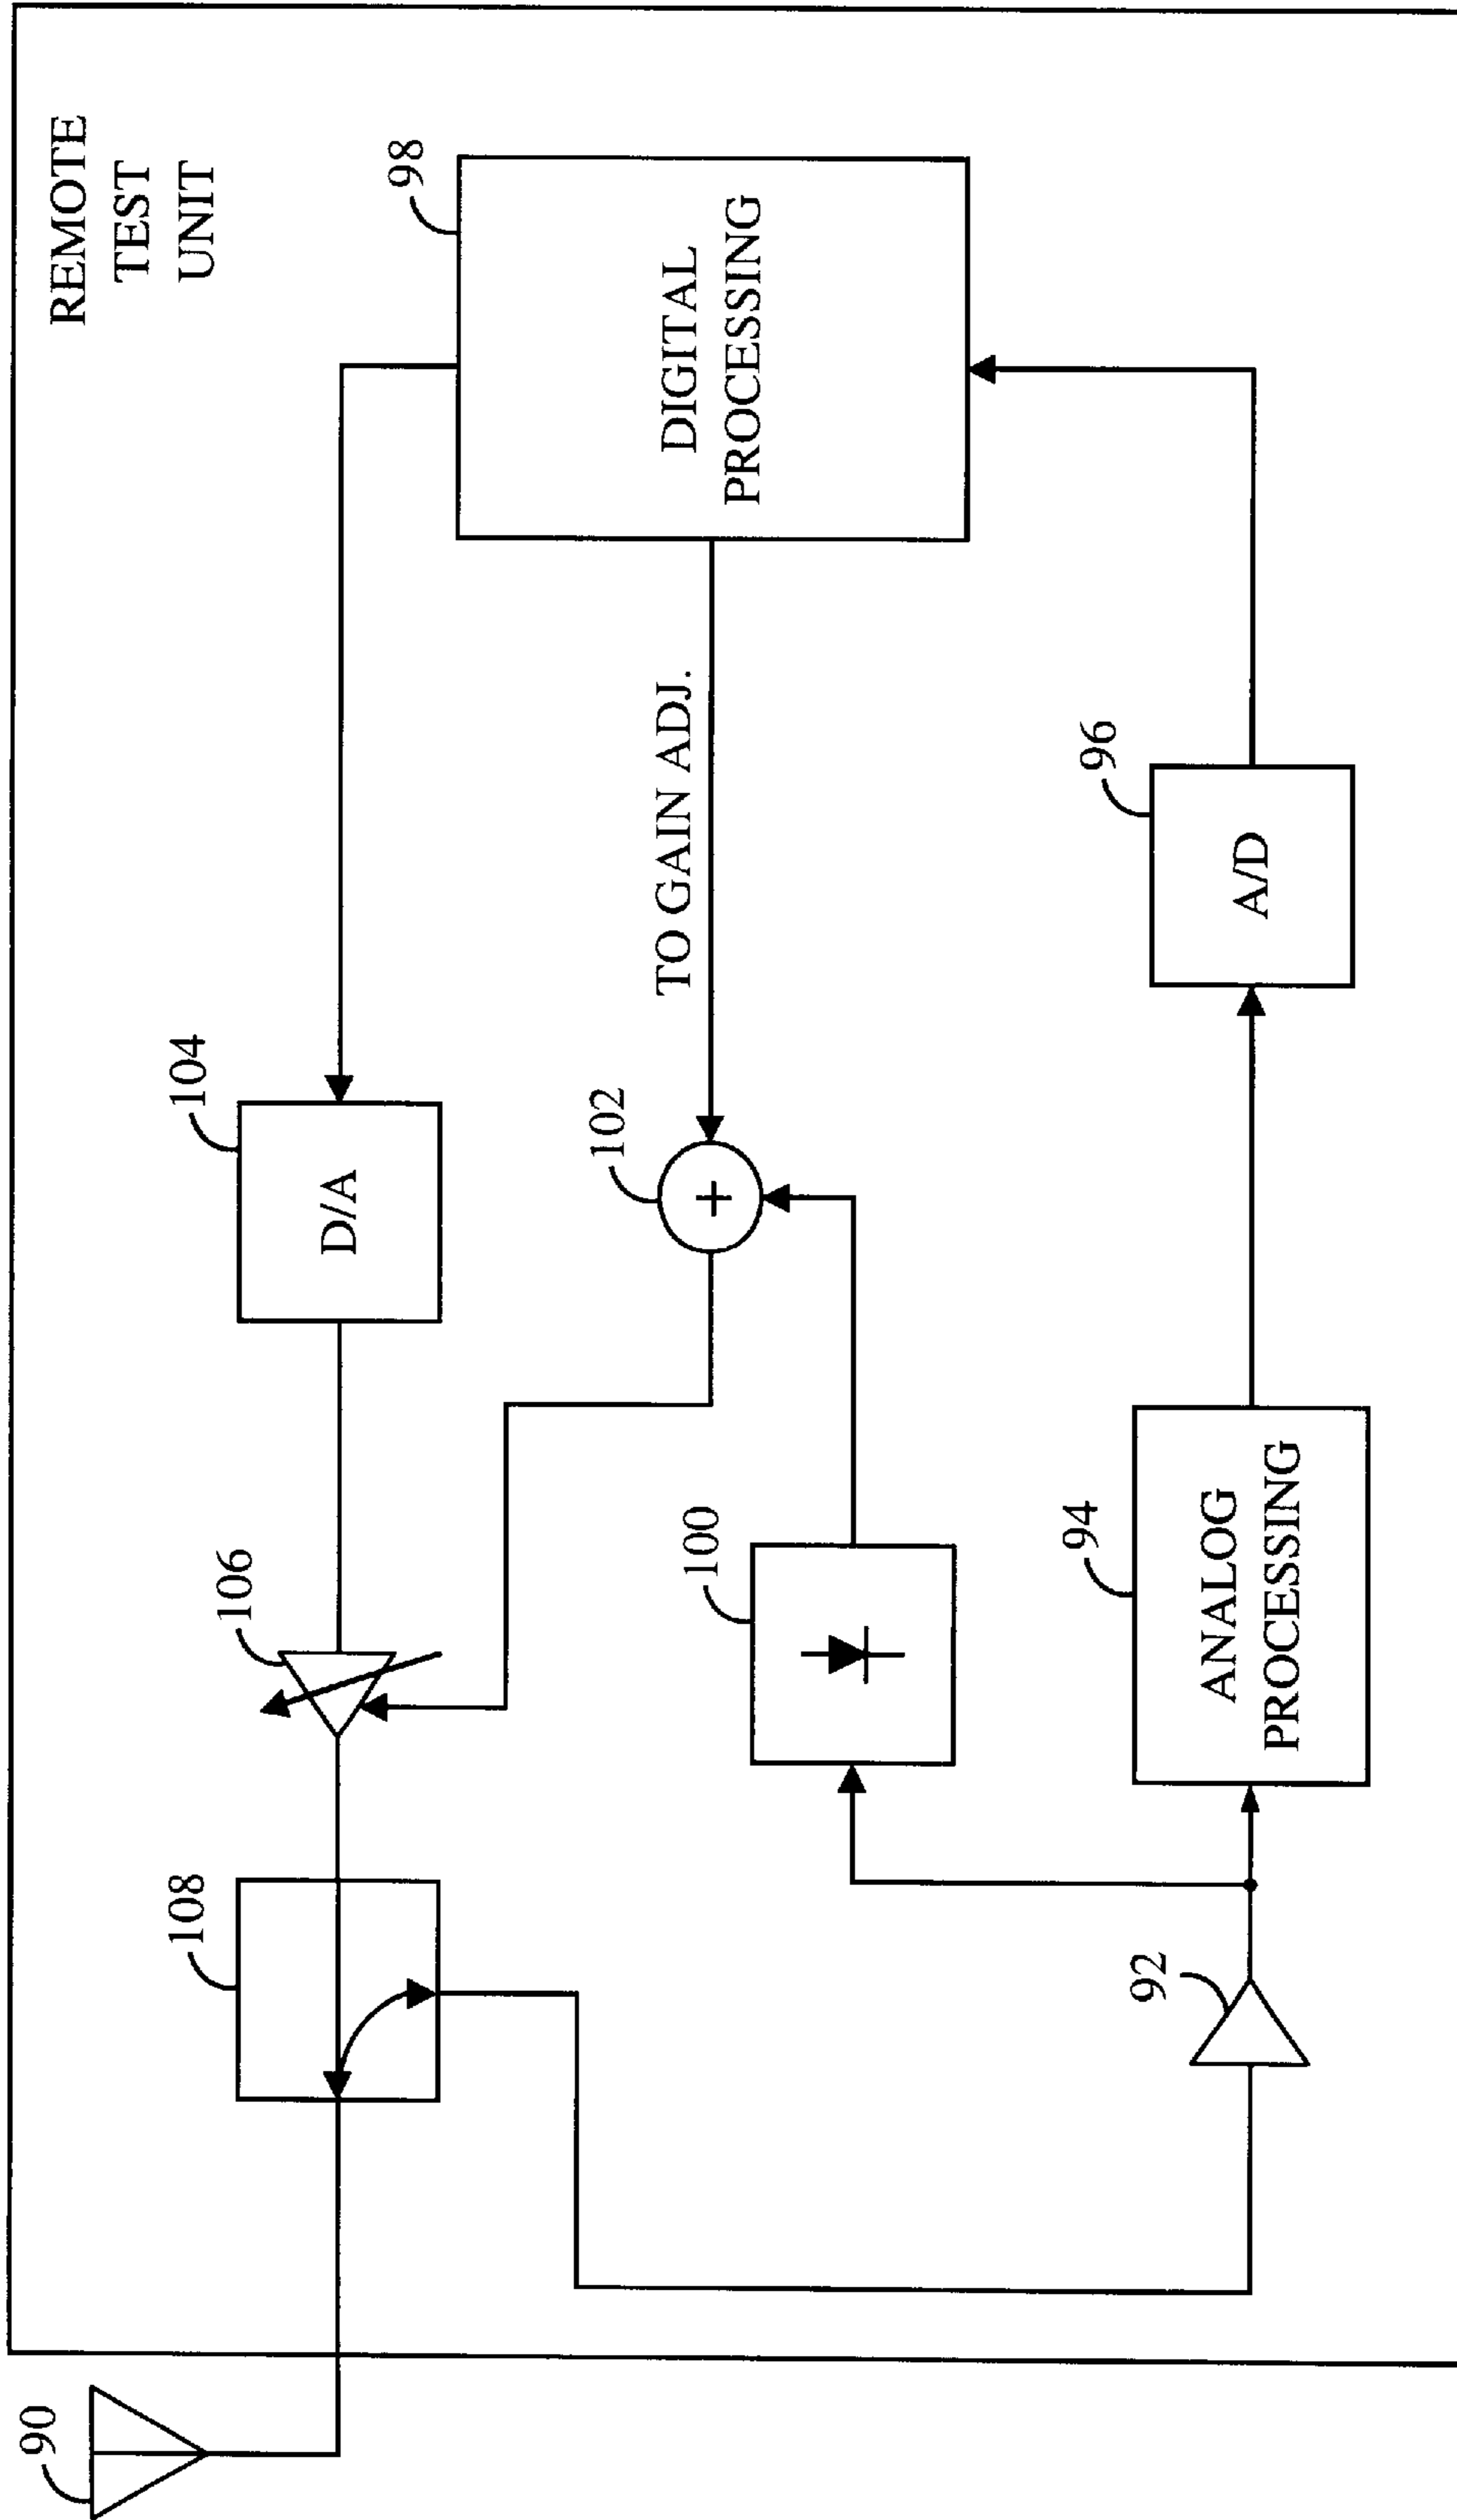 REMOTE
TEST
UNIT
90
108
106
104
D/A
98
DIGITAL
PROCESSING
TO GAIN ADJ.
102
+
100
92
94
ANALOG
PROCESSING
96
A/D